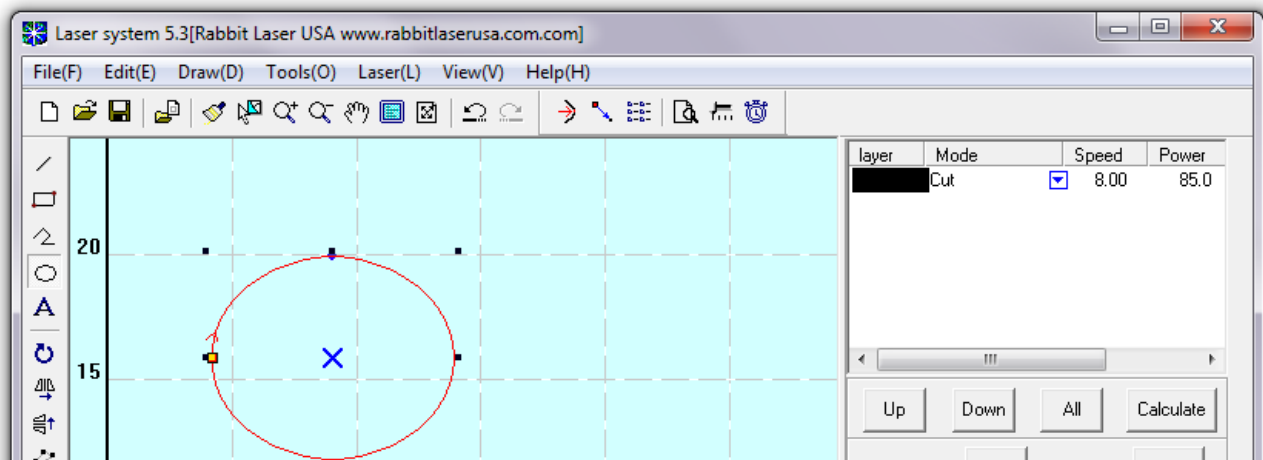 Laser system 5.3[Rabbit Laser USA www.rabbitlaserusa.com.com]
File(F) Edit(E) Draw(D) Tools(O) Laser(L) View(V) Help(H)
layer Mode Speed Power
Cut 8.00 85.0
20
15
A
Up Down All Calculate